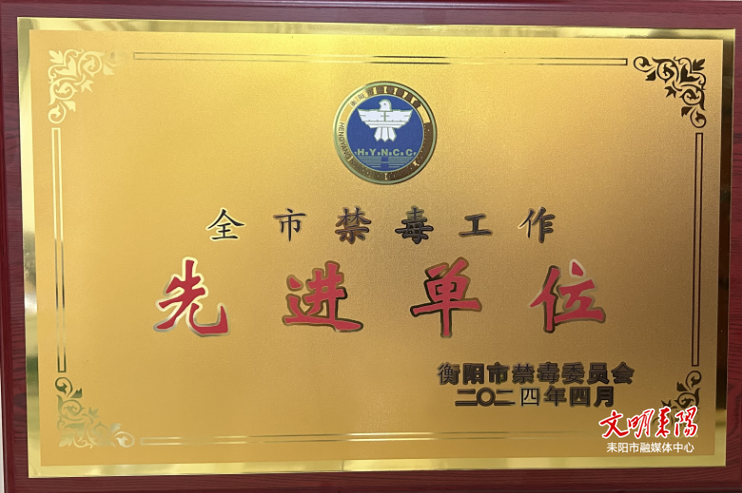 H.Y.N.C.C.
全市禁毒工作
先进单位
衡阳市禁毒委员会
二〇二四年四月
文明耒阳
耒阳市融媒体中心